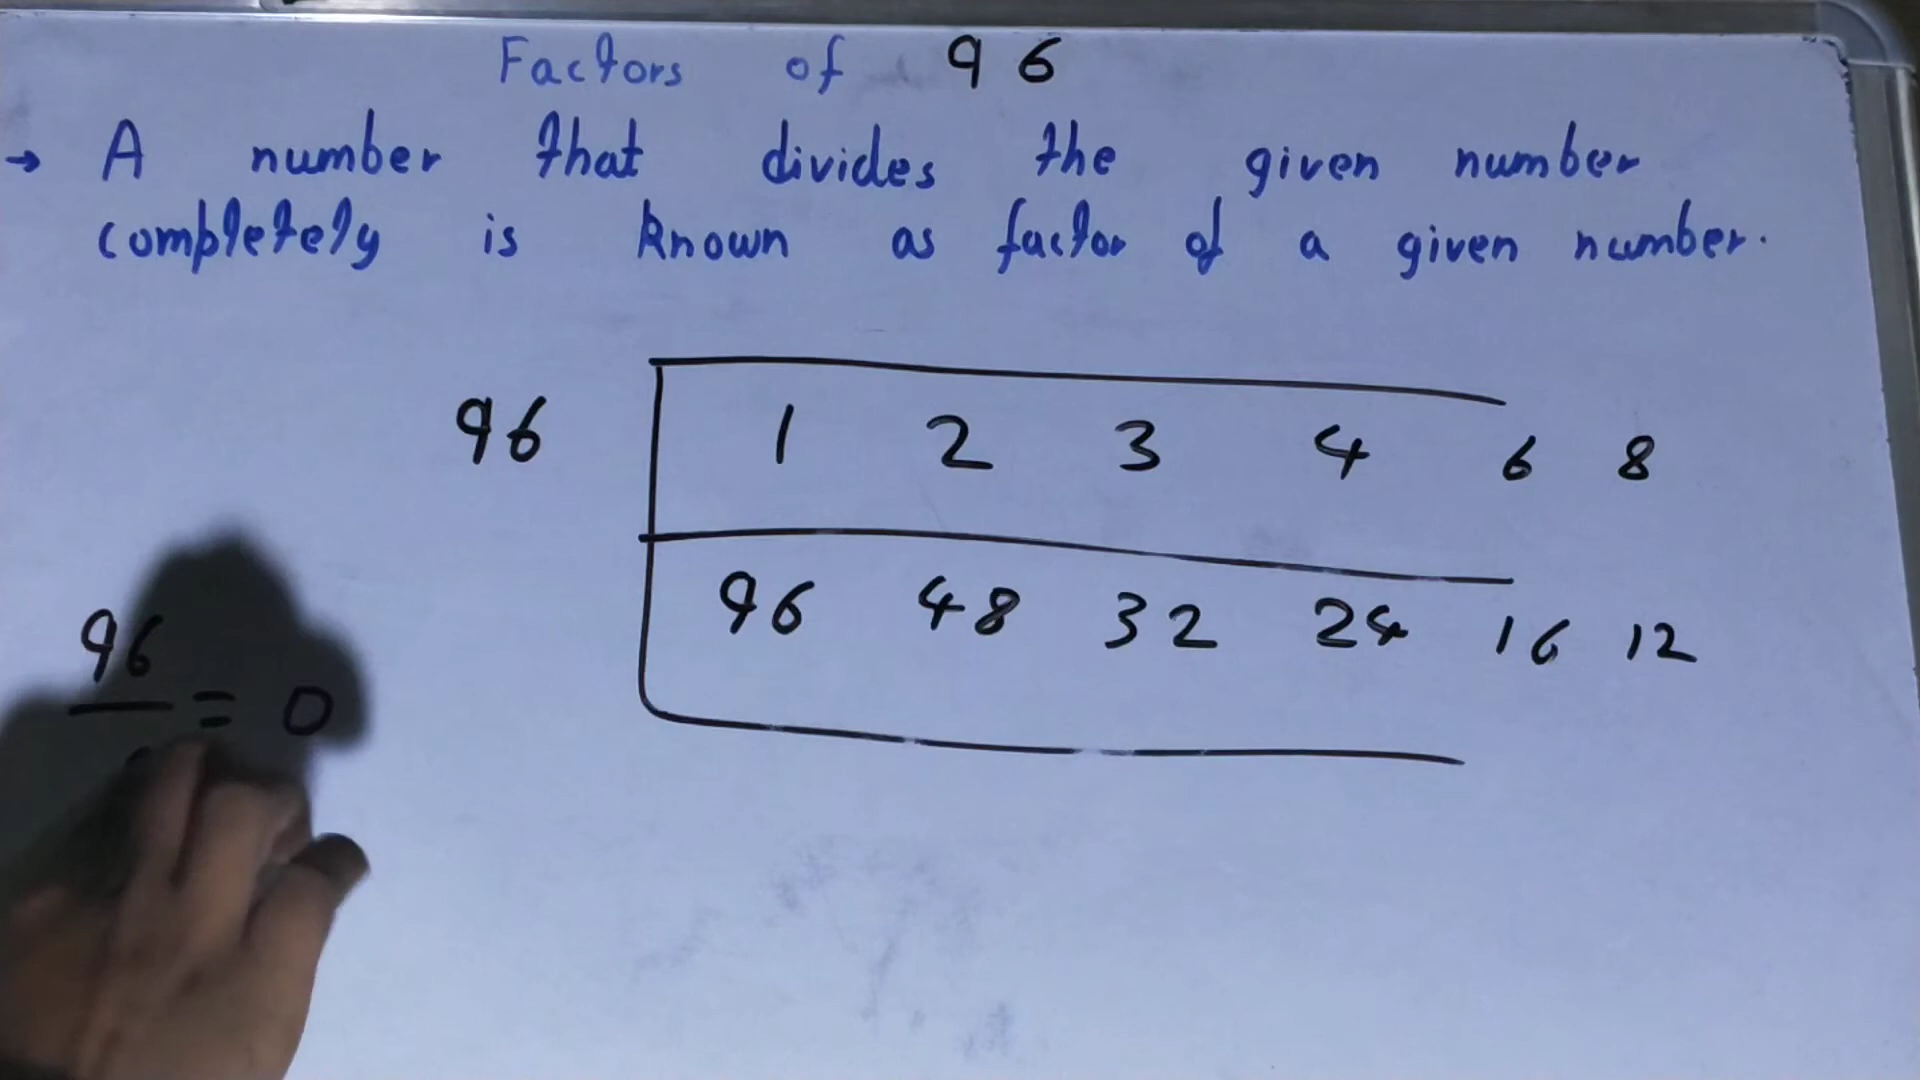 Factors of 96
→ A number that divides the given number
completely is known as factor of a given number.
96 1 2 3 4 6 8
96 48 32 24 16 12
96
= 0